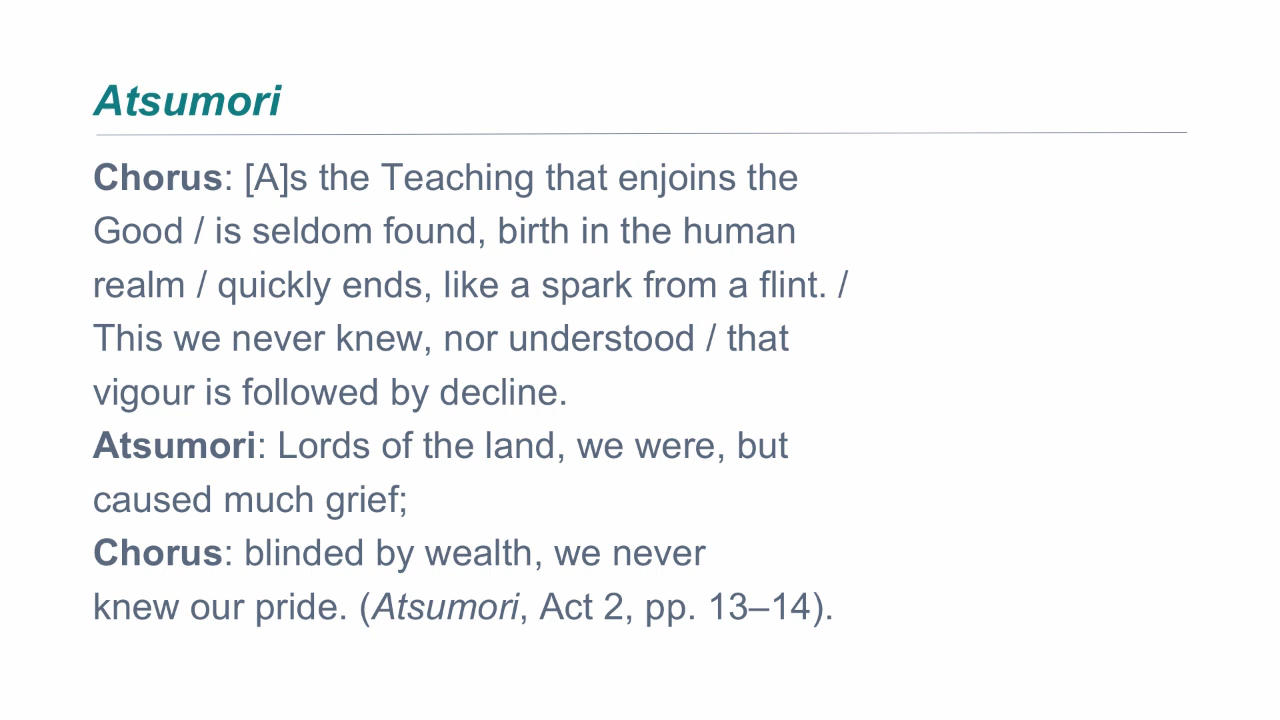 Atsumori
Chorus: [A]s the Teaching that enjoins the
Good / is seldom found, birth in the human
realm / quickly ends, like a spark from a flint. /
This we never knew, nor understood / that
vigour is followed by decline.
Atsumori: Lords of the land, we were, but
caused much grief;
Chorus: blinded by wealth, we never
knew our pride. (Atsumori, Act 2, pp. 13–14).